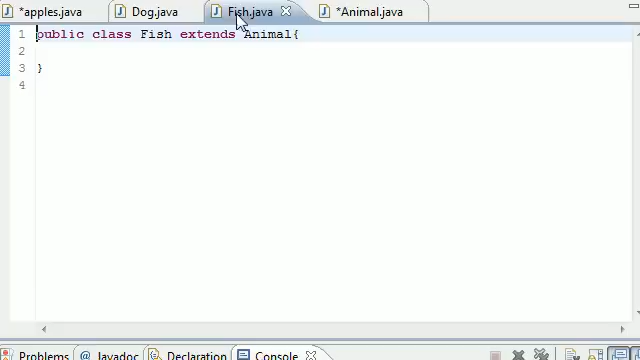 *apples.java Dog.java Fish.java *Animal.java
1 public class Fish extends Animal{
2
3 }
4
Problems @ Javadoc Declaration Console